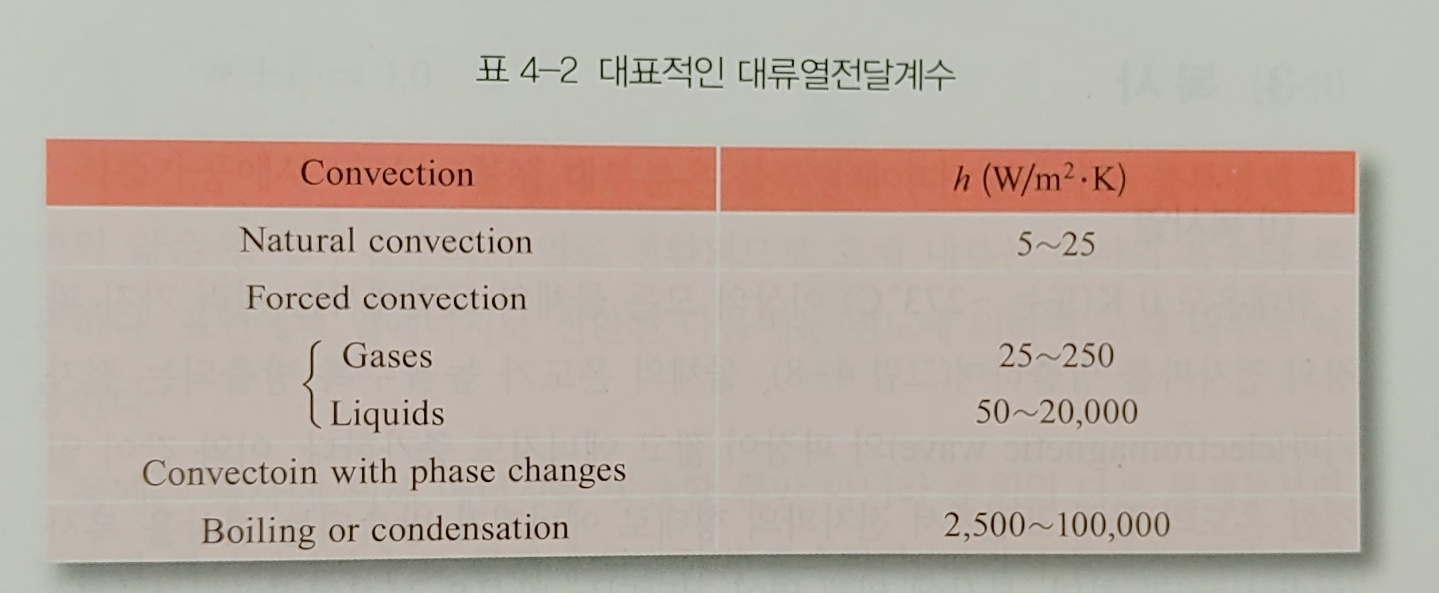 표 4-2 대표적인 대류열전달계수
Convection h (W/m²·K)
Natural convection 5~25
Forced convection
Gases 25~250
Liquids 50~20,000
Convectoin with phase changes
Boiling or condensation 2,500~100,000